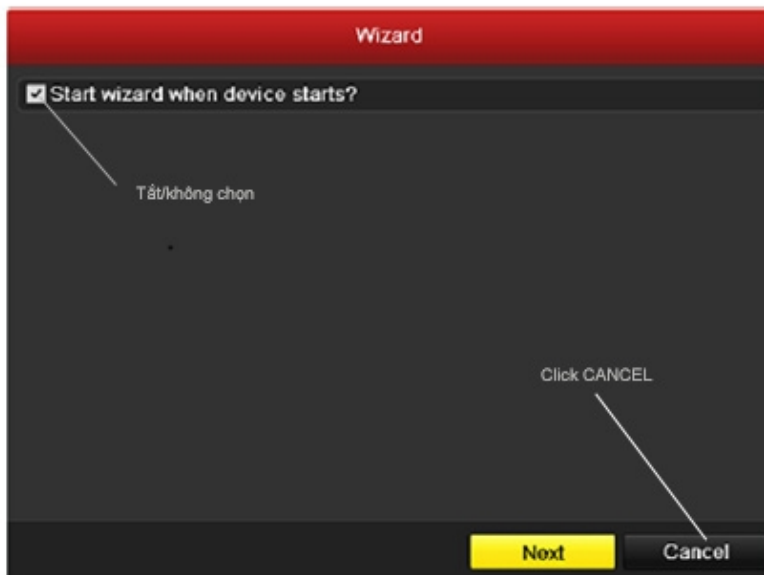 Wizard
Start wizard when device starts?
Tắt/không chọn
Click CANCEL
Next
Cancel